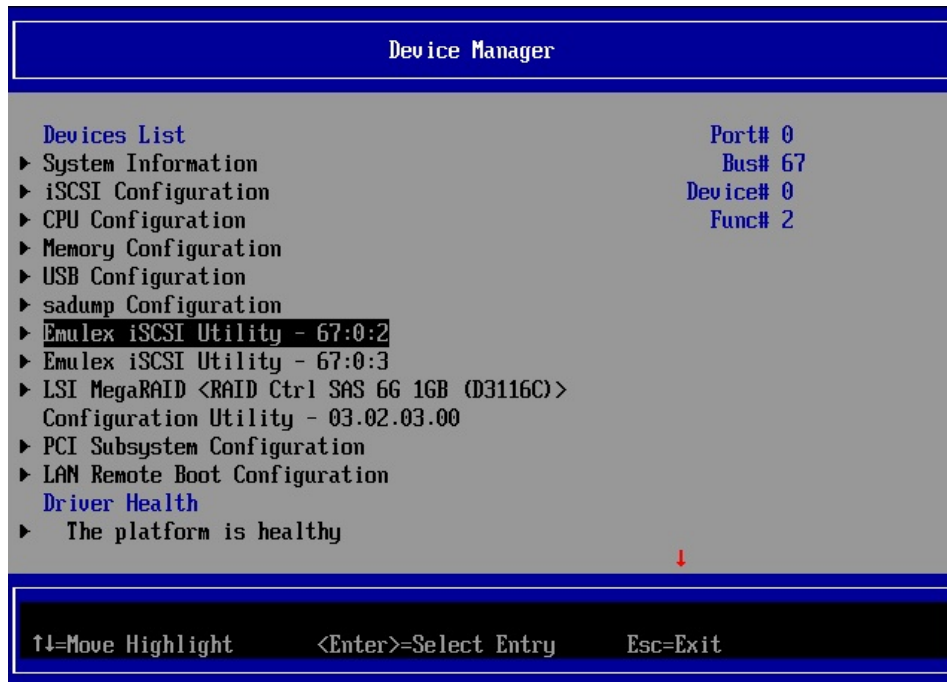 Device Manager
Devices List
Port# 0
▶ System Information
Bus# 67
▶ iSCSI Configuration
Device# 0
▶ CPU Configuration
Func# 2
▶ Memory Configuration
▶ USB Configuration
▶ sadump Configuration
▶ Emulex iSCSI Utility - 67:0:2
▶ Emulex iSCSI Utility - 67:0:3
▶ LSI MegaRAID <RAID Ctrl SAS 6G 1GB (D3116C)>
Configuration Utility - 03.02.03.00
▶ PCI Subsystem Configuration
▶ LAN Remote Boot Configuration
Driver Health
▶ The platform is healthy
↓
↑↓=Move Highlight <Enter>=Select Entry Esc=Exit